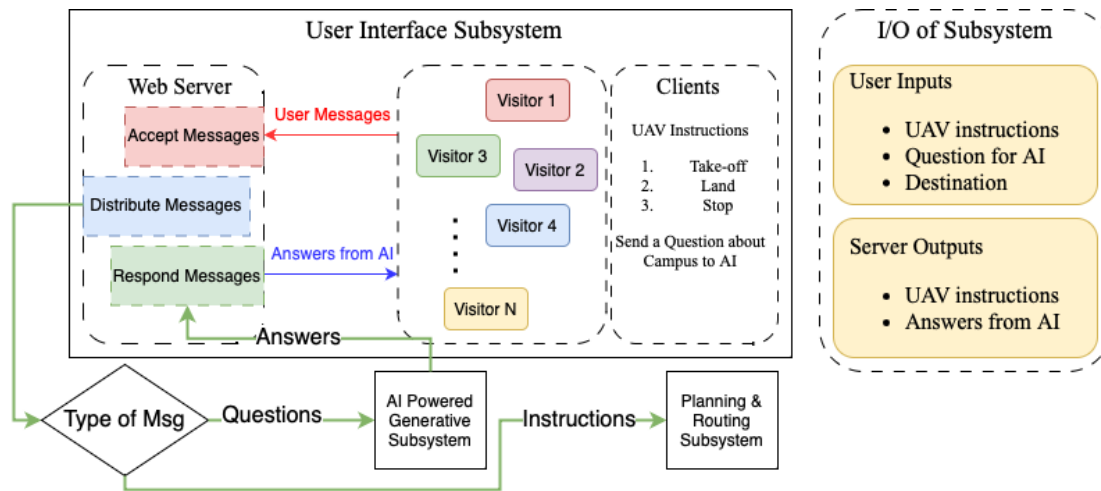 User Interface Subsystem
Web Server
Accept Messages
Distribute Messages
Respond Messages
User Messages
Answers from AI
Visitor 1
Visitor 3
Visitor 2
Visitor 4
Visitor N
Clients
UAV Instructions
1. Take-off
2. Land
3. Stop
Send a Question about
Campus to AI
Answers
Type of Msg
Questions
AI Powered
Generative
Subsystem
Instructions
Planning &
Routing
Subsystem
I/O of Subsystem
User Inputs
• UAV instructions
• Question for AI
• Destination
Server Outputs
• UAV instructions
• Answers from AI